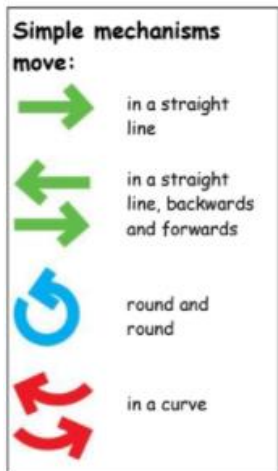 Simple mechanisms
move:
in a straight
line
in a straight
line, backwards
and forwards
round and
round
in a curve